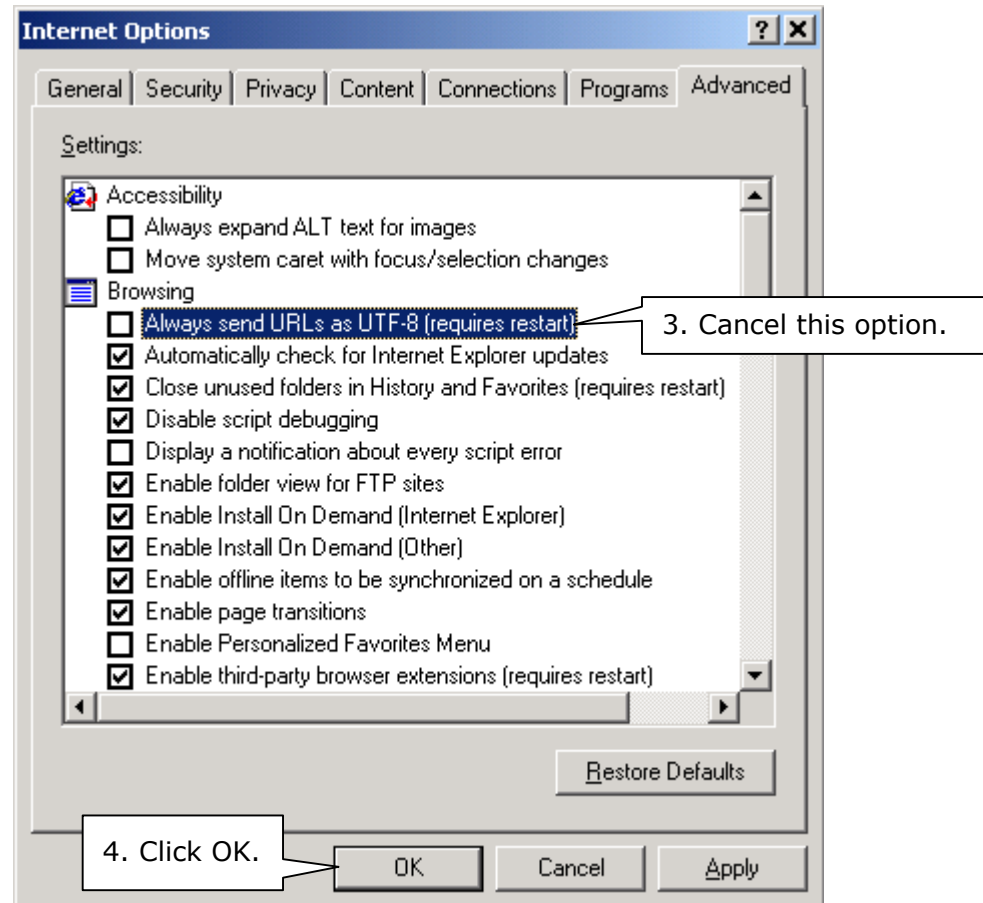 Internet Options
General Security Privacy Content Connections Programs Advanced
Settings:
Accessibility
Always expand ALT text for images
Move system caret with focus/selection changes
Browsing
Always send URLs as UTF-8 (requires restart)
3. Cancel this option.
Automatically check for Internet Explorer updates
Close unused folders in History and Favorites (requires restart)
Disable script debugging
Display a notification about every script error
Enable folder view for FTP sites
Enable Install On Demand (Internet Explorer)
Enable Install On Demand (Other)
Enable offline items to be synchronized on a schedule
Enable page transitions
Enable Personalized Favorites Menu
Enable third-party browser extensions (requires restart)
Restore Defaults
4. Click OK.
OK Cancel Apply